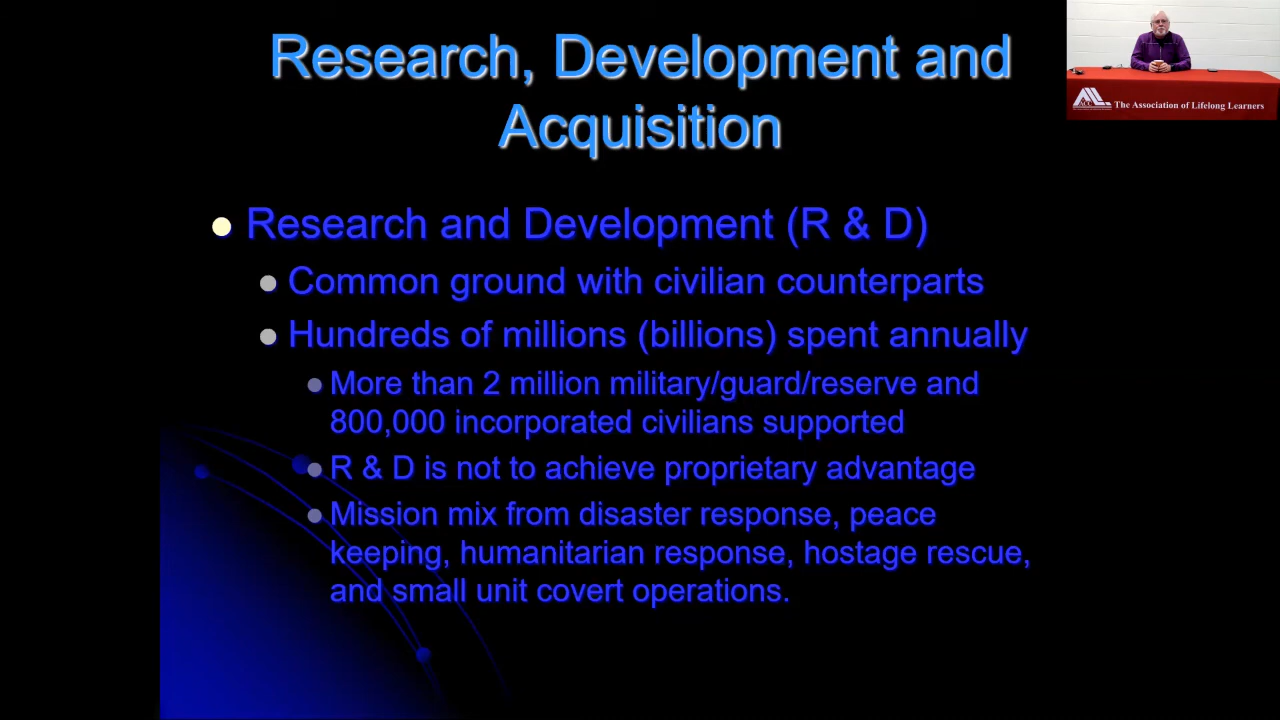 Research, Development and
Acquisition
Research and Development (R & D)
Common ground with civilian counterparts
Hundreds of millions (billions) spent annually
More than 2 million military/guard/reserve and
800,000 incorporated civilians supported
R & D is not to achieve proprietary advantage
Mission mix from disaster response, peace
keeping, humanitarian response, hostage rescue,
and small unit covert operations.
The Association of Lifelong Learners